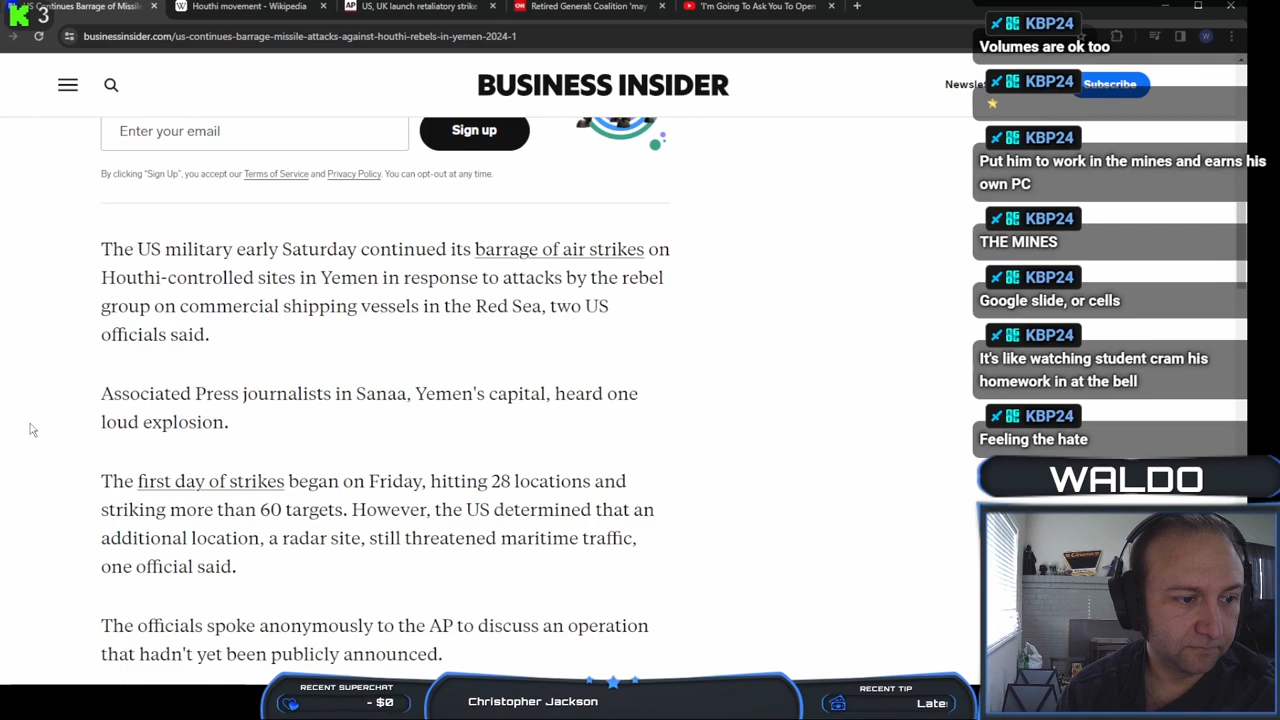 K 3
US Continues Barrage of Missile
Houthi movement - Wikipedia
AP US, UK launch retaliatory strike
Retired General: Coalition 'may
'I'm Going To Ask You To Open
businessinsider.com/us-continues-barrage-missile-attacks-against-houthi-rebels-in-yemen-2024-1
W
BUSINESS INSIDER
Newsle
Subscribe
Enter your email
Sign up
By clicking “Sign Up”, you accept our Terms of Service and Privacy Policy. You can opt-out at any time.
The US military early Saturday continued its barrage of air strikes on
Houthi-controlled sites in Yemen in response to attacks by the rebel
group on commercial shipping vessels in the Red Sea, two US
officials said.
Associated Press journalists in Sanaa, Yemen's capital, heard one
loud explosion.
The first day of strikes began on Friday, hitting 28 locations and
striking more than 60 targets. However, the US determined that an
additional location, a radar site, still threatened maritime traffic,
one official said.
The officials spoke anonymously to the AP to discuss an operation
that hadn't yet been publicly announced.
KBP24
Volumes are ok too
KBP24
KBP24
Put him to work in the mines and earns his
own PC
KBP24
THE MINES
KBP24
Google slide, or cells
KBP24
It's like watching student cram his
homework in at the bell
KBP24
Feeling the hate
WALDO
RECENT SUPERCHAT
- $0
Christopher Jackson
RECENT TIP
Late